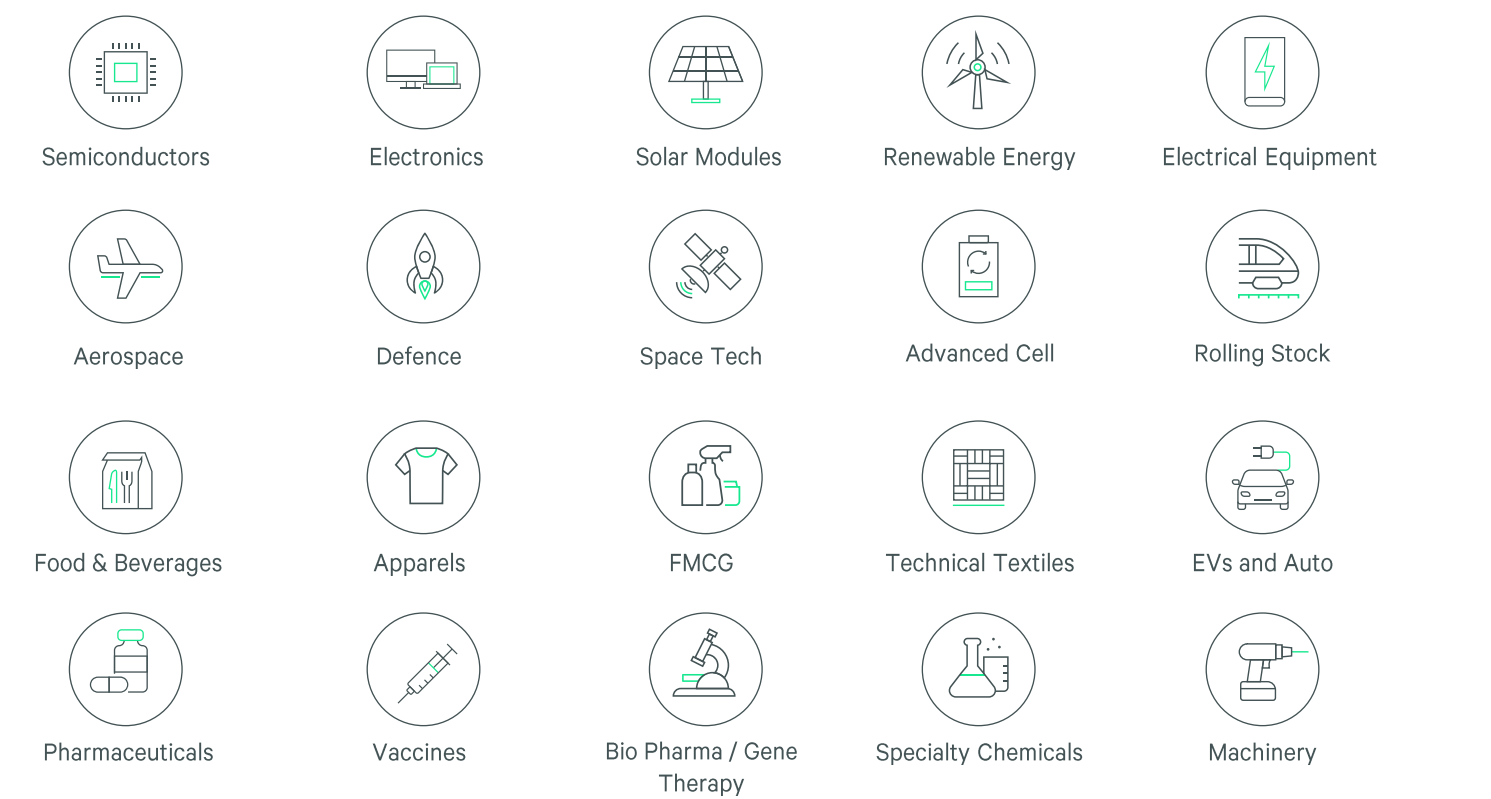 Semiconductors
Electronics
Solar Modules
Renewable Energy
Electrical Equipment
Aerospace
Defence
Space Tech
Advanced Cell
Rolling Stock
Food & Beverages
Apparels
FMCG
Technical Textiles
EVs and Auto
Pharmaceuticals
Vaccines
Bio Pharma / Gene
Therapy
Specialty Chemicals
Machinery